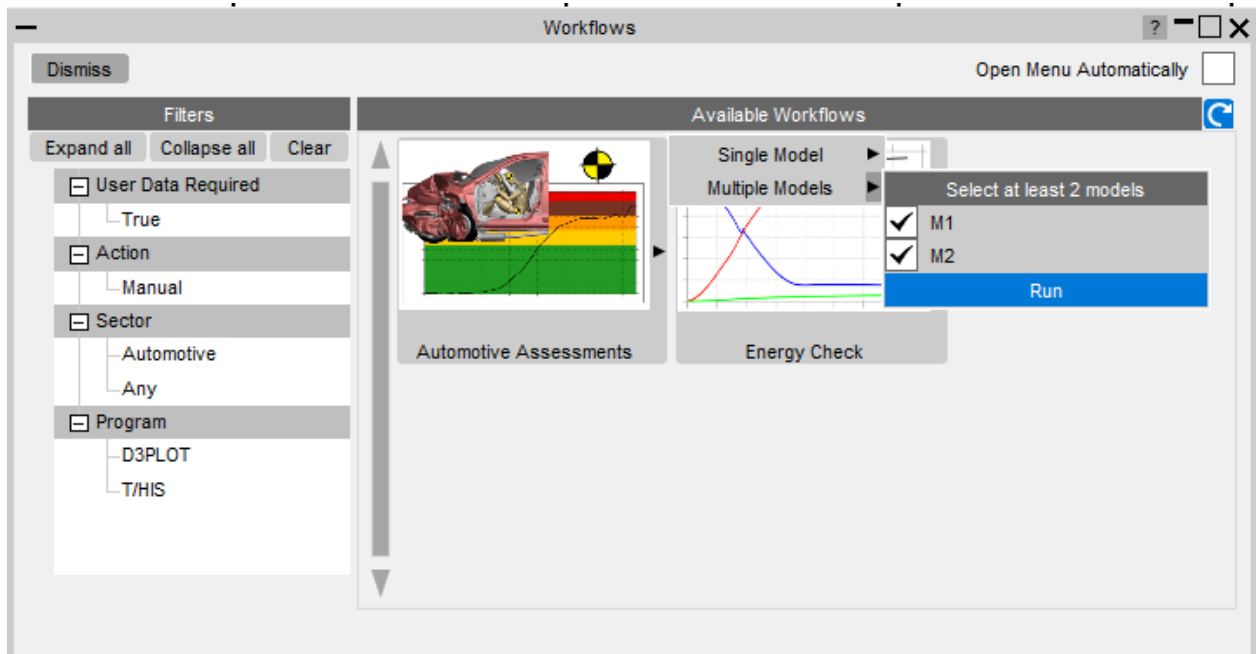 Workflows
?
Dismiss
Open Menu Automatically
Filters
Available Workflows
Expand all Collapse all Clear
User Data Required
True
Action
Manual
Sector
Automotive
Any
Program
D3PLOT
T/HIS
Single Model
Multiple Models
Select at least 2 models
M1
M2
Run
Automotive Assessments
Energy Check